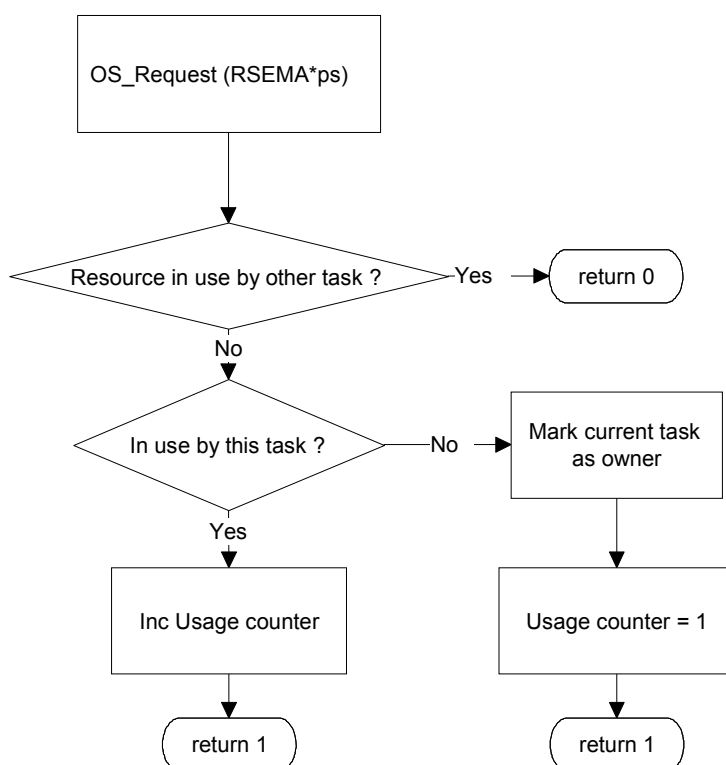 OS_Request (RSEMA*ps)
Resource in use by other task ?
Yes
return 0
No
In use by this task ?
No
Mark current task
as owner
Yes
Inc Usage counter
Usage counter = 1
return 1
return 1